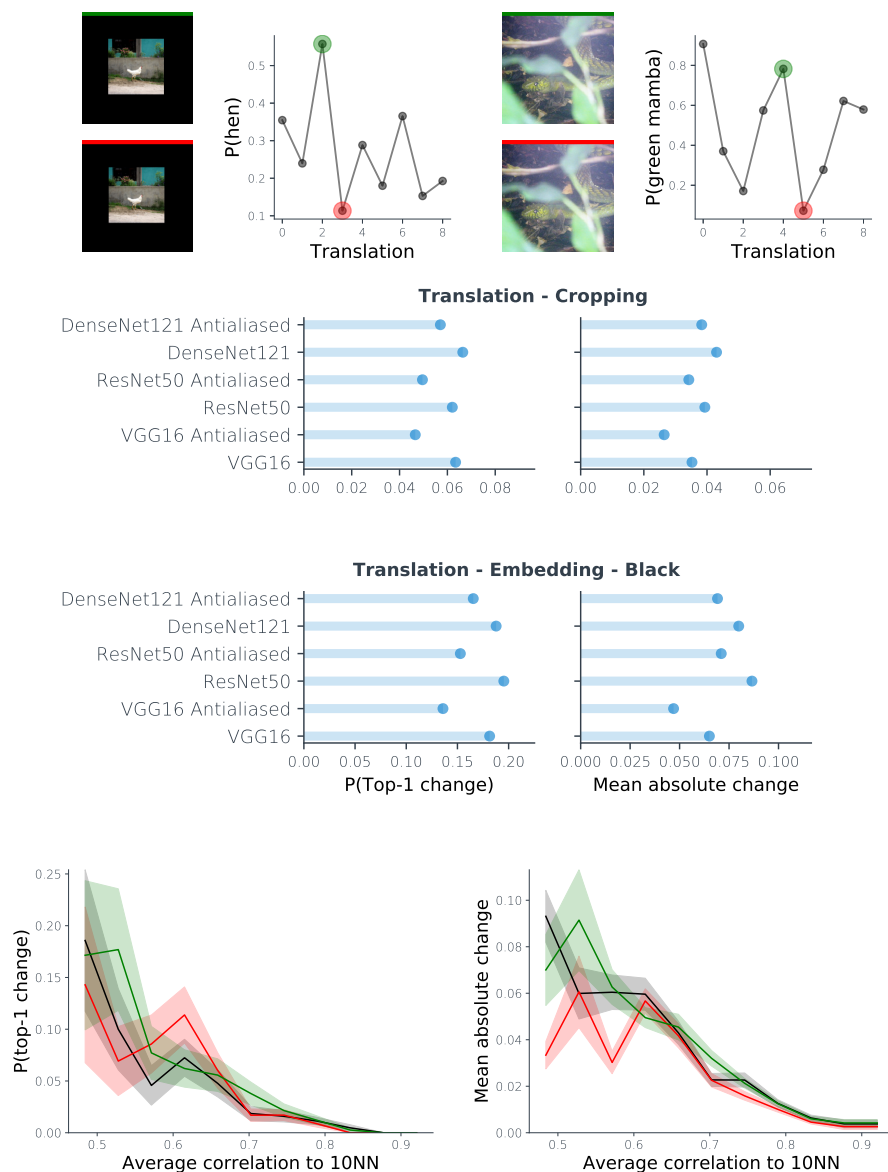 P(hen)
0.5
0.3
0.2
0.1
0 2 4 6 8
Translation
P(green mamba)
0.8
0.6
0.4
0.2
0 2 4 6 8
Translation
Translation - Cropping
DenseNet121 Antialiased
DenseNet121
ResNet50 Antialiased
ResNet50
VGG16 Antialiased
VGG16
0.00 0.02 0.04 0.06 0.08
0.00 0.02 0.04 0.06
Translation - Embedding - Black
DenseNet121 Antialiased
DenseNet121
ResNet50 Antialiased
ResNet50
VGG16 Antialiased
VGG16
0.00 0.05 0.10 0.15 0.20
P(Top-1 change)
0.000 0.025 0.050 0.075 0.100
Mean absolute change
P(top-1 change)
0.25
0.20
0.15
0.10
0.05
0.00
0.5 0.6 0.7 0.8 0.9
Average correlation to 10NN
Mean absolute change
0.10
0.08
0.06
0.04
0.02
0.00
0.5 0.6 0.7 0.8 0.9
Average correlation to 10NN